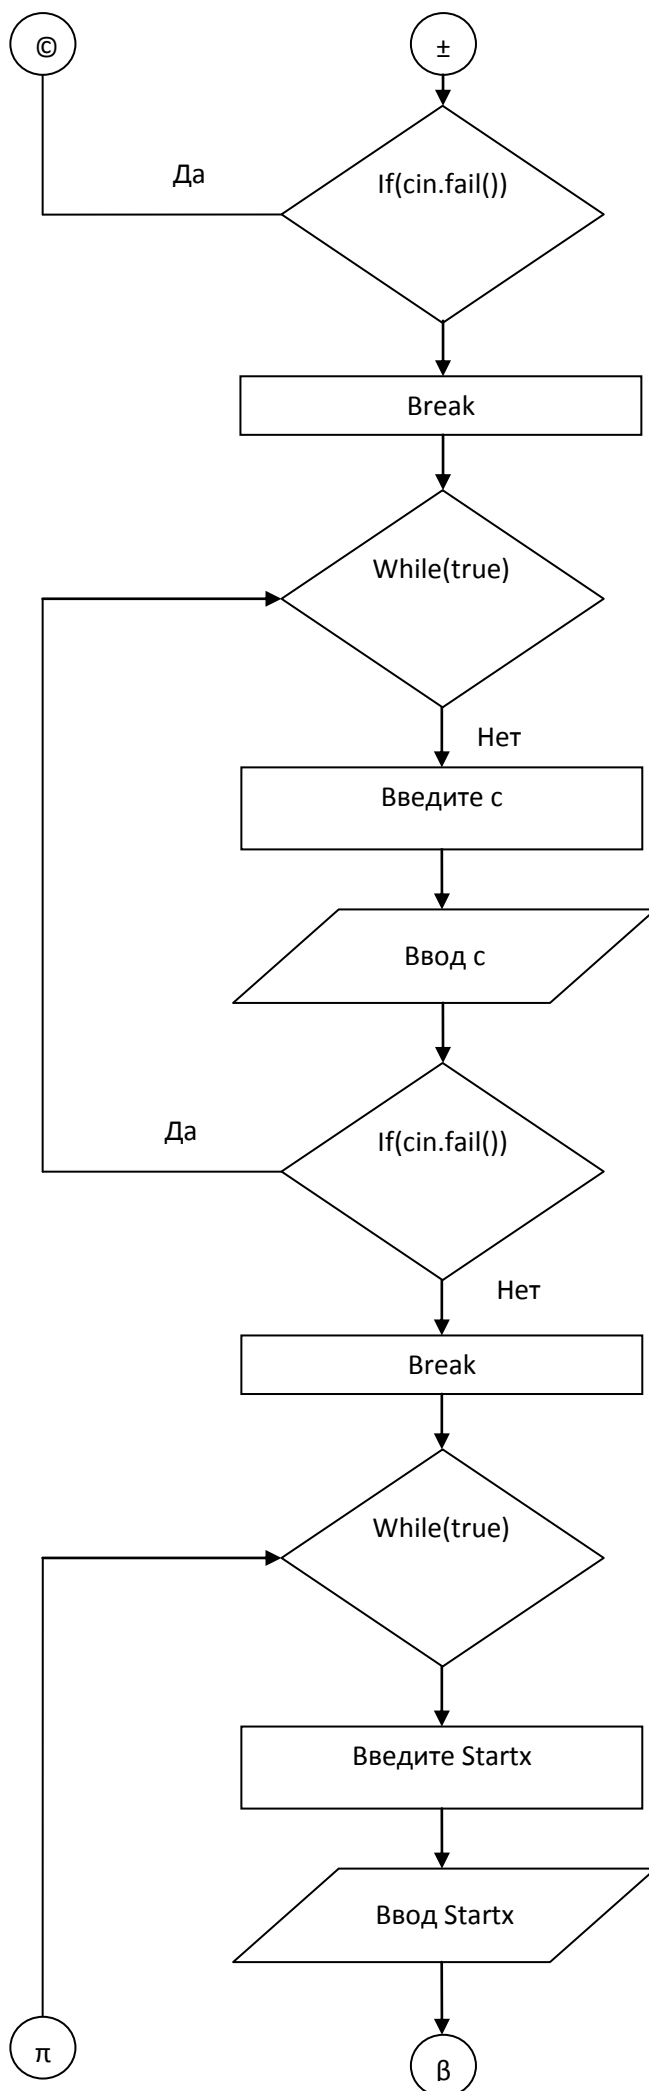 ©
±
Да
If(cin.fail())
Break
While(true)
Нет
Введите c
Ввод c
Да
If(cin.fail())
Нет
Break
While(true)
Введите Startx
Ввод Startx
π
β